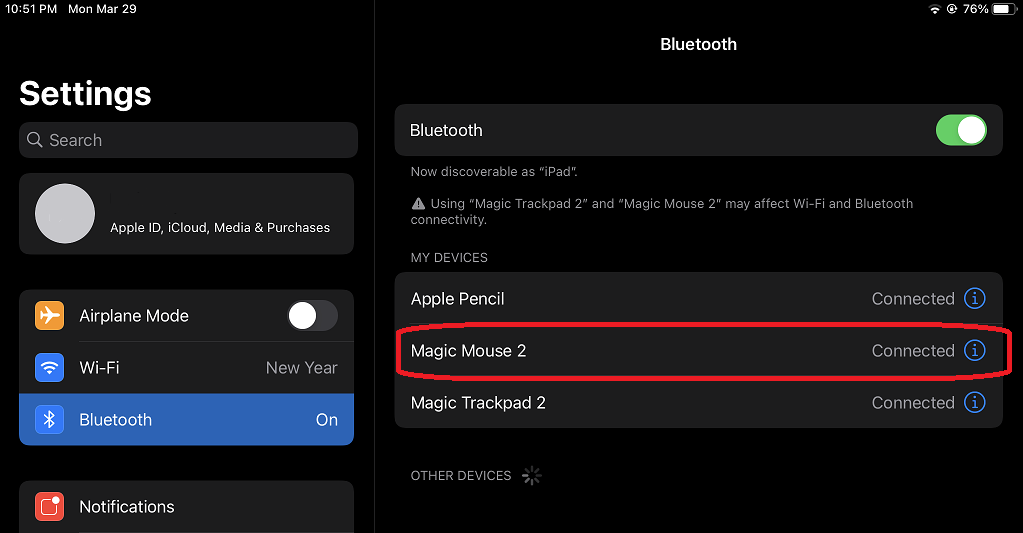 10:51 PM Mon Mar 29
76%
Settings
Search
Apple ID, iCloud, Media & Purchases
Airplane Mode
Wi-Fi New Year
Bluetooth On
Notifications
Bluetooth
Bluetooth
Now discoverable as “iPad”.
Using “Magic Trackpad 2” and “Magic Mouse 2” may affect Wi-Fi and Bluetooth
connectivity.
MY DEVICES
Apple Pencil Connected
Magic Mouse 2 Connected
Magic Trackpad 2 Connected
OTHER DEVICES